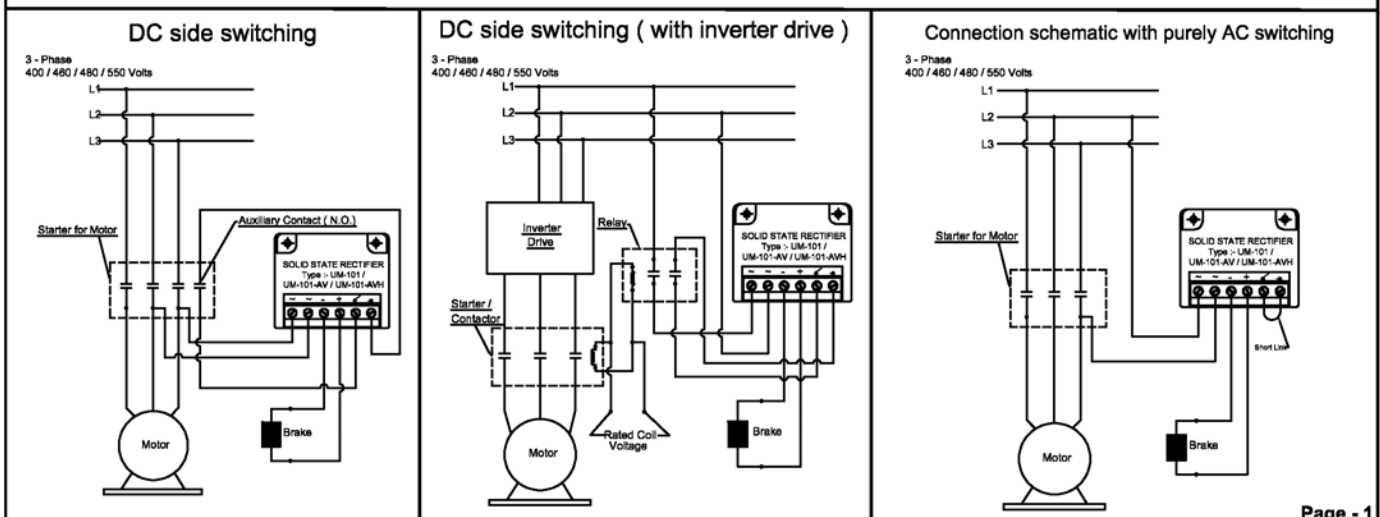 DC side switching
3 - Phase
400 / 460 / 480 / 550 Volts
L1
L2
L3
Starter for Motor
Auxiliary Contact ( N.O.)
SOLID STATE RECTIFIER
Type :- UM-101 /
UM-101-AV / UM-101-AVH
~ ~ - +
Brake
Motor
DC side switching ( with inverter drive )
3 - Phase
400 / 460 / 480 / 550 Volts
L1
L2
L3
Inverter
Drive
Relay
SOLID STATE RECTIFIER
Type :- UM-101 /
UM-101-AV / UM-101-AVH
~ ~ - +
Starter /
Contactor
Brake
Rated Coil
Voltage
Motor
Connection schematic with purely AC switching
3 - Phase
400 / 460 / 480 / 550 Volts
L1
L2
L3
Starter for Motor
SOLID STATE RECTIFIER
Type :- UM-101 /
UM-101-AV / UM-101-AVH
~ ~ - +
Short Link
Brake
Motor
Page - 1